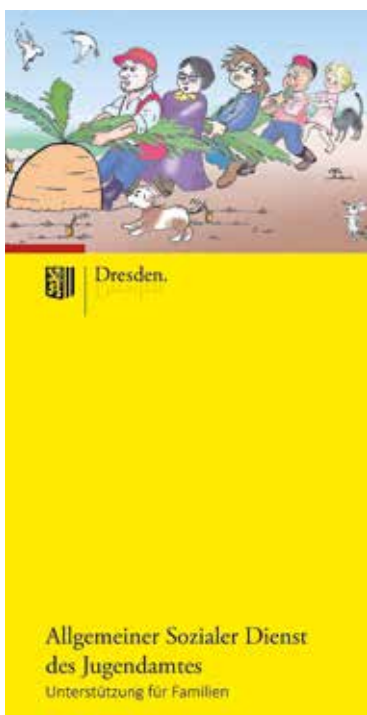 Dresden.
Allgemeiner Sozialer Dienst
des Jugendamtes
Unterstützung für Familien